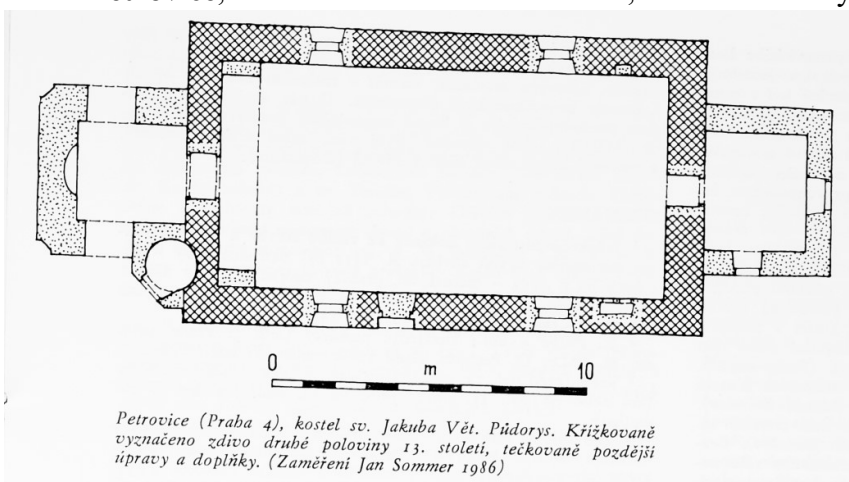 0 m 10
Petrovice (Praha 4), kostel sv. Jakuba Vět. Půdorys. Křížkovaně
vyznačeno zdivo druhé poloviny 13. století, tečkovaně pozdější
úpravy a doplňky. (Zaměření Jan Sommer 1986)